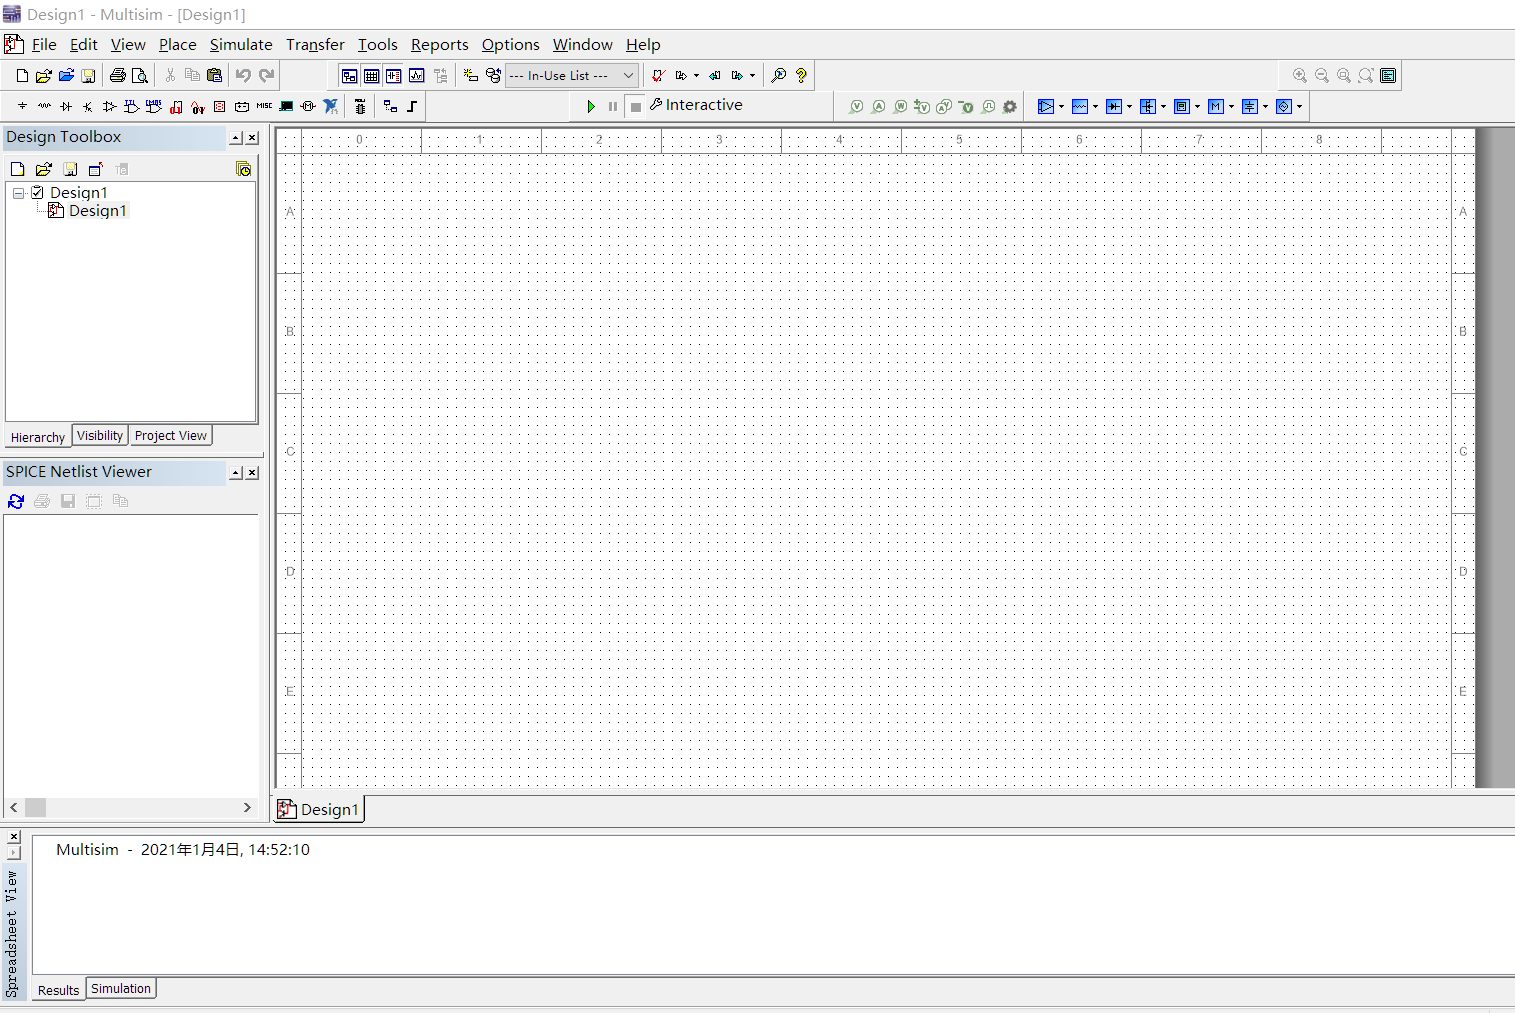 Design1 - Multisim - [Design1]
File Edit View Place Simulate Transfer Tools Reports Options Window Help
--- In-Use List ---
MISC
Interactive
Design Toolbox
0 1 2 3 4 5 6 7 8
Design1
Design1
A A
B B
Hierarchy Visibility Project View
C C
SPICE Netlist Viewer
D D
E E
Design1
Multisim - 2021年1月4日, 14:52:10
Spreadsheet View
Results Simulation